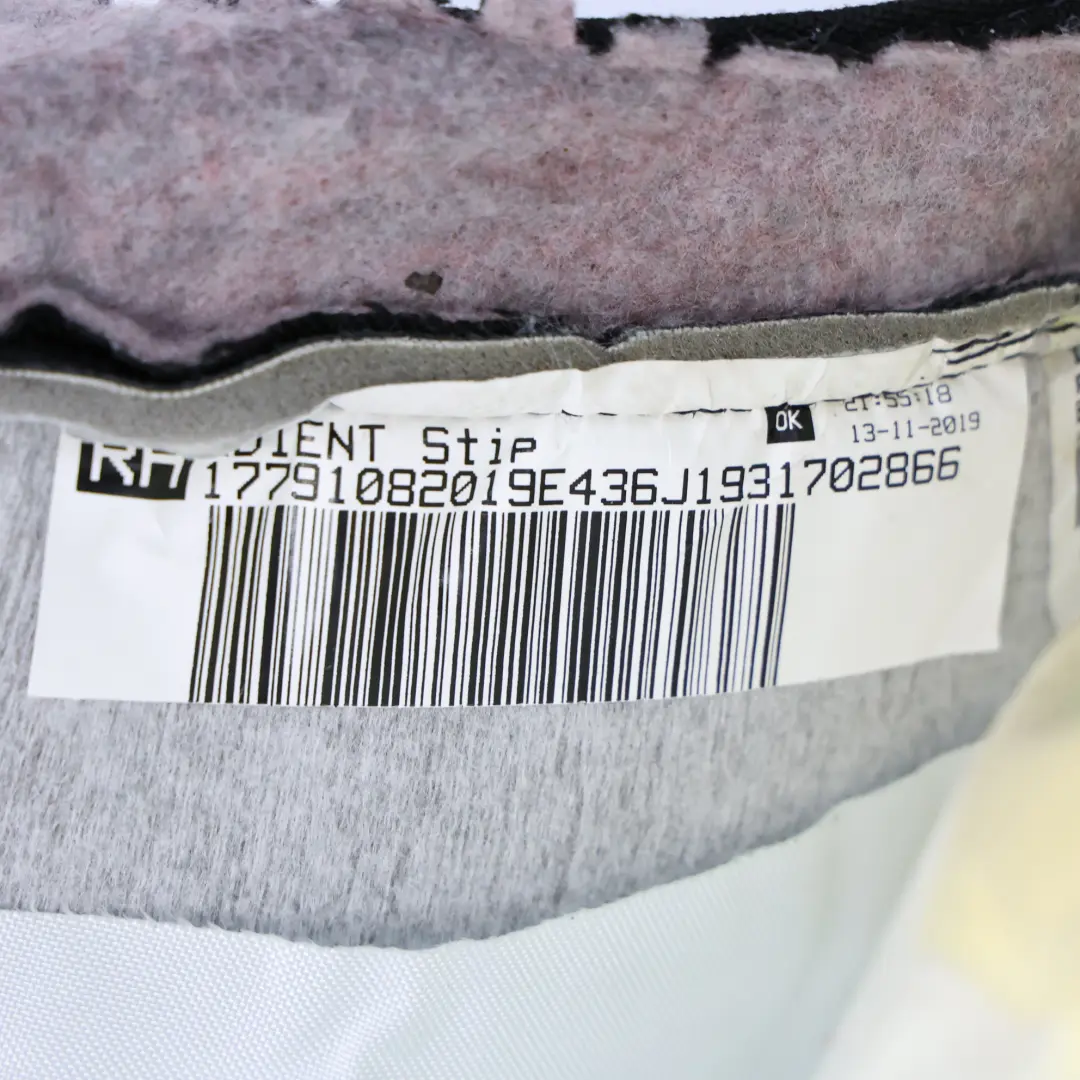 OK 21:55:18
13-11-2019
RH
DIENT Stip
17791082019E436J1931702866